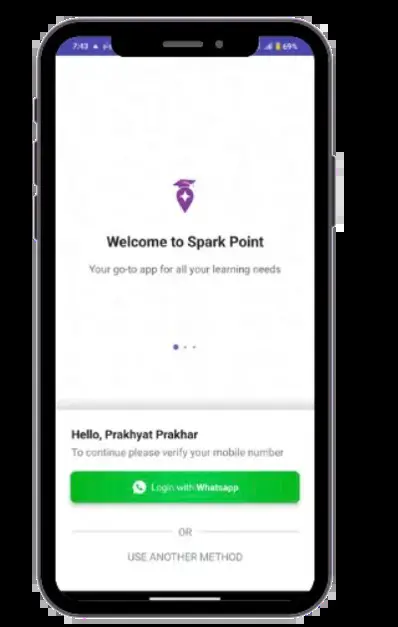 7:43
69%
Welcome to Spark Point
Your go-to app for all your learning needs
Hello, Prakhyat Prakhar
To continue please verify your mobile number
Login with Whatsapp
OR
USE ANOTHER METHOD